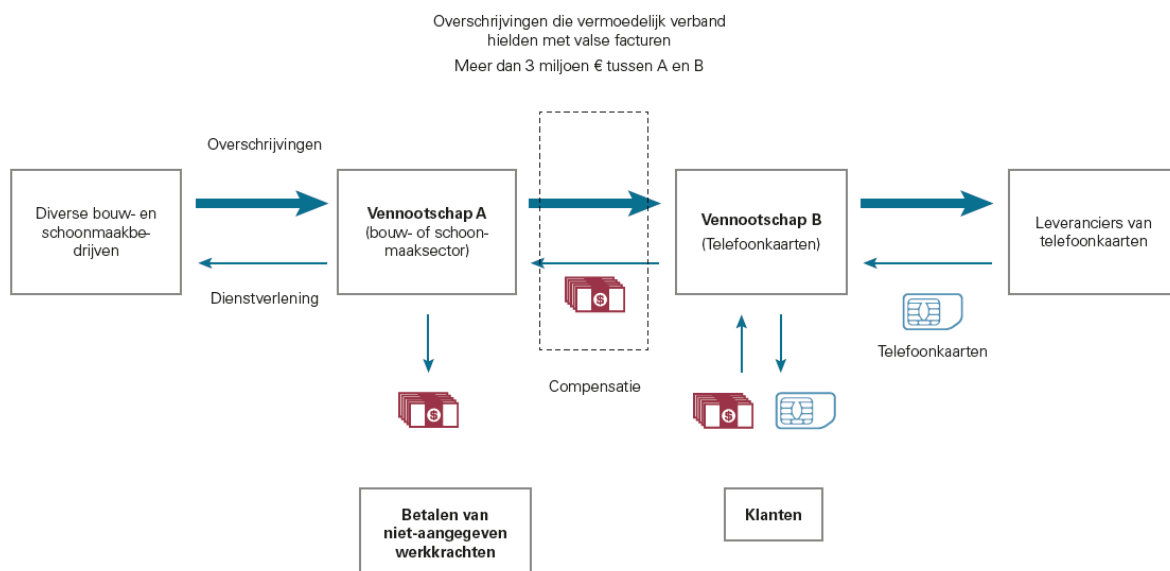 Overschrijvingen die vermoedelijk verband
hielden met valse facturen
Meer dan 3 miljoen € tussen A en B
Overschrijvingen
Diverse bouw- en
schoonmaakbe-
drijven
Vennootschap A
(bouw- of schoon-
maaksector)
Vennootschap B
(Telefoonkaarten)
Leveranciers van
telefoonkaarten
Dienstverlening
$
Telefoonkaarten
Compensatie
$
$
Betalen van
niet-aangegeven
werkkrachten
Klanten